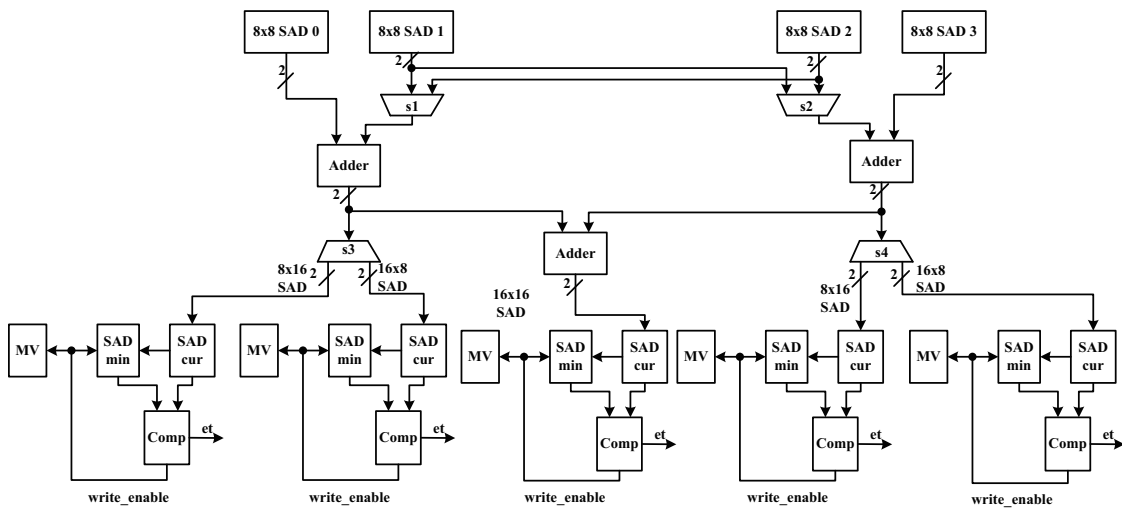 8x8 SAD 0
8x8 SAD 1
8x8 SAD 2
8x8 SAD 3
2
2
2
2
s1
s2
Adder
Adder
2
2
s3
Adder
s4
8x16
SAD
2
2
16x8
SAD
2
16x16
SAD
8x16
SAD
2
2
16x8
SAD
MV
SAD
min
SAD
cur
MV
SAD
min
SAD
cur
MV
SAD
min
SAD
cur
MV
SAD
min
SAD
cur
MV
SAD
min
SAD
cur
Comp
et
Comp
et
Comp
et
Comp
et
Comp
et
write_enable
write_enable
write_enable
write_enable
write_enable